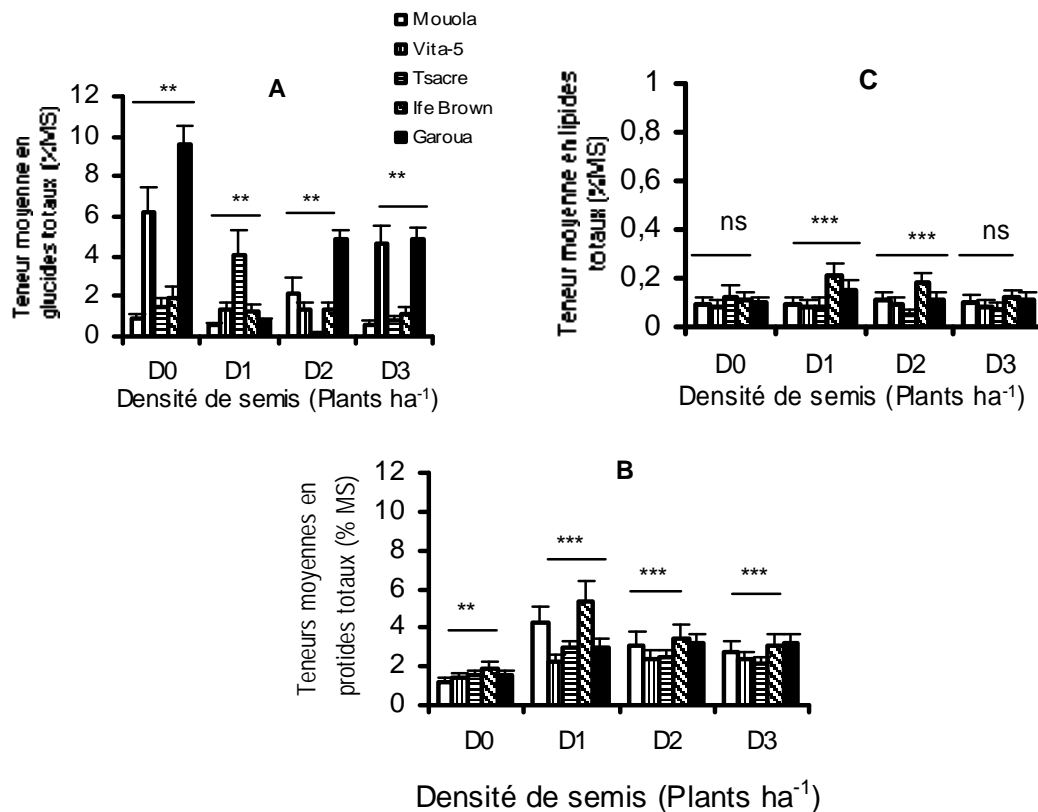 Mouola
Vita-5
Tsacre
Ife Brown
Garoua
A
Teneur moyenne en
glucides totaux (%MS)
12
10
8
6
4
2
0
**
**
**
**
D0
D1
D2
D3
Densité de semis (Plants ha-1)
C
Teneur moyenne en lipides
totaux (%MS)
1
0,8
0,6
0,4
0,2
0
ns
***
***
ns
D0
D1
D2
D3
Densité de semis (Plants ha-1)
B
Teneurs moyennes en
protides totaux (% MS)
12
10
8
6
4
2
0
**
***
***
***
D0
D1
D2
D3
Densité de semis (Plants ha-1)